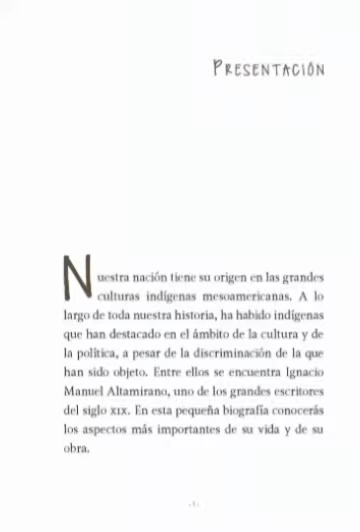 PRESENTACIÓN
Nuestra nación tiene su origen en las grandes
culturas indígenas mesoamericanas. A lo
largo de toda nuestra historia, ha habido indígenas
que han destacado en el ámbito de la cultura y de
la política, a pesar de la discriminación de la que
han sido objeto. Entre ellos se encuentra Ignacio
Manuel Altamirano, uno de los grandes escritores
del siglo XIX. En esta pequeña biografía conocerás
los aspectos más importantes de su vida y de su
obra.